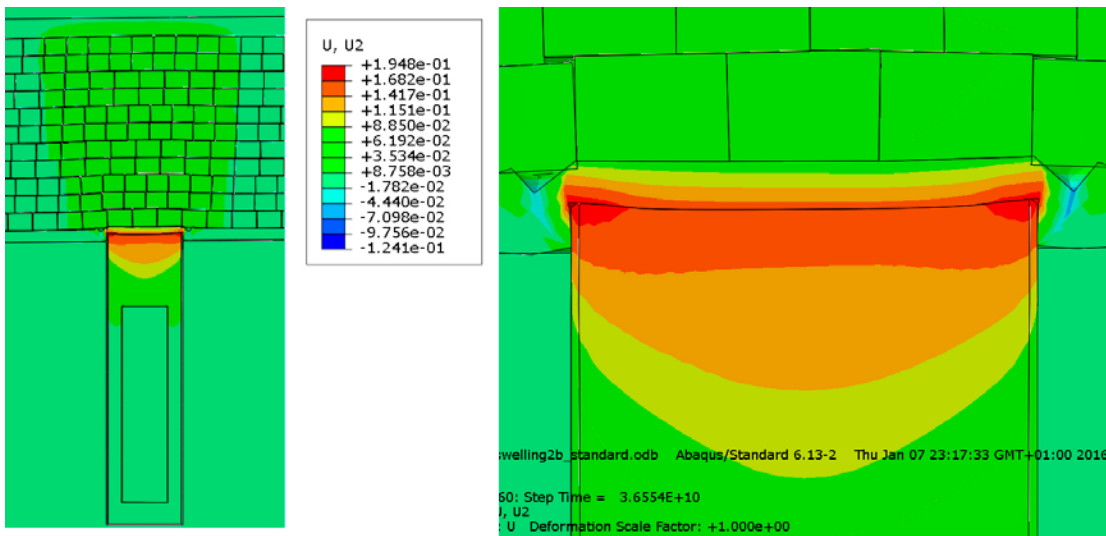 U, U2
+1.948e-01
+1.682e-01
+1.417e-01
+1.151e-01
+8.850e-02
+6.192e-02
+3.534e-02
+8.758e-03
-1.782e-02
-4.440e-02
-7.098e-02
-9.756e-02
-1.241e-01
swelling2b_standard.odb Abaqus/Standard 6.13-2 Thu Jan 07 23:17:33 GMT+01:00 2016
60: Step Time = 3.6554E+10
, U2
: U Deformation Scale Factor: +1.000e+00